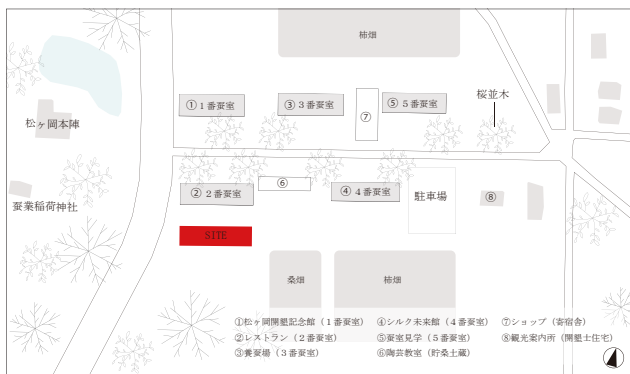 柿畑
①１番蚕室
③３番蚕室
⑤５番蚕室
⑦
桜並木
松ヶ岡本陣
蚕業稲荷神社
②２番蚕室
⑥
④４番蚕室
駐車場
⑧
SITE
桑畑
柿畑
①松ヶ岡開墾記念館（１番蚕室）
②レストラン（２番蚕室）
③養蚕場（３番蚕室）
④シルク未来館（４番蚕室）
⑤蚕室見学（５番蚕室）
⑥陶芸教室（貯桑土蔵）
⑦ショップ（寄宿舎）
⑧観光案内所（開墾士住宅）